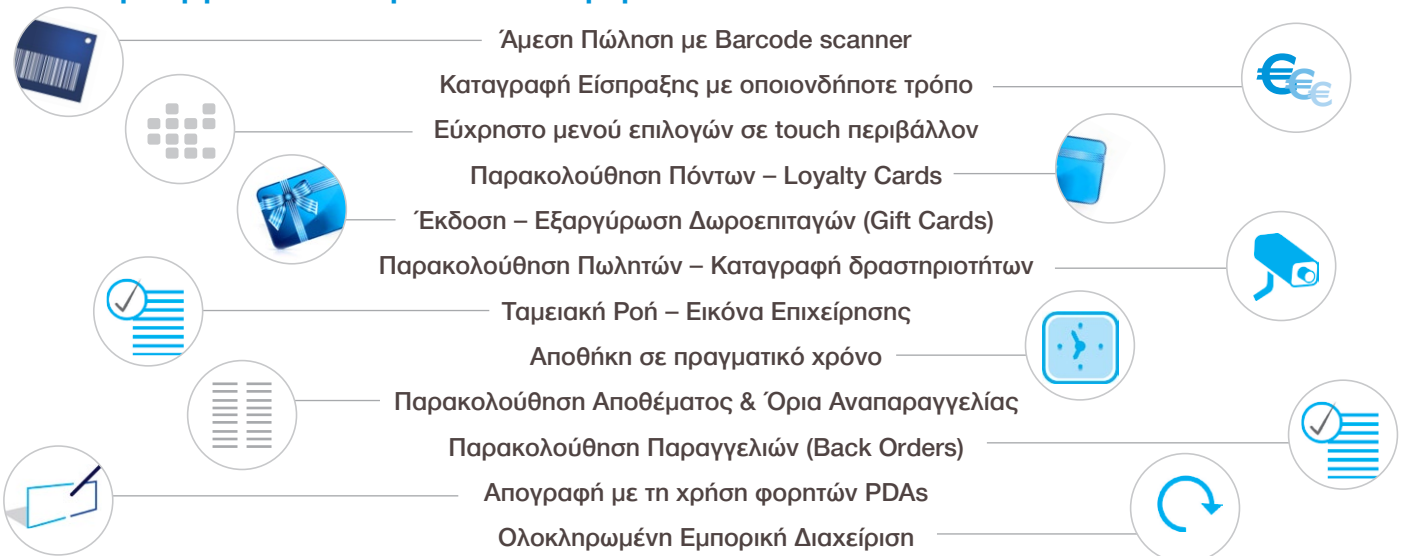 Άμεση Πώληση με Barcode scanner
Καταγραφή Είσπραξης με οποιονδήποτε τρόπο
Εύχρηστο μενού επιλογών σε touch περιβάλλον
Παρακολούθηση Πόντων – Loyalty Cards
Έκδοση – Εξαργύρωση Δωροεπιταγών (Gift Cards)
Παρακολούθηση Πωλητών – Καταγραφή δραστηριοτήτων
Ταμειακή Ροή – Εικόνα Επιχείρησης
Αποθήκη σε πραγματικό χρόνο
Παρακολούθηση Αποθέματος & Όρια Αναπαραγγελίας
Παρακολούθηση Παραγγελιών (Back Orders)
Απογραφή με τη χρήση φορητών PDAs
Ολοκληρωμένη Εμπορική Διαχείριση